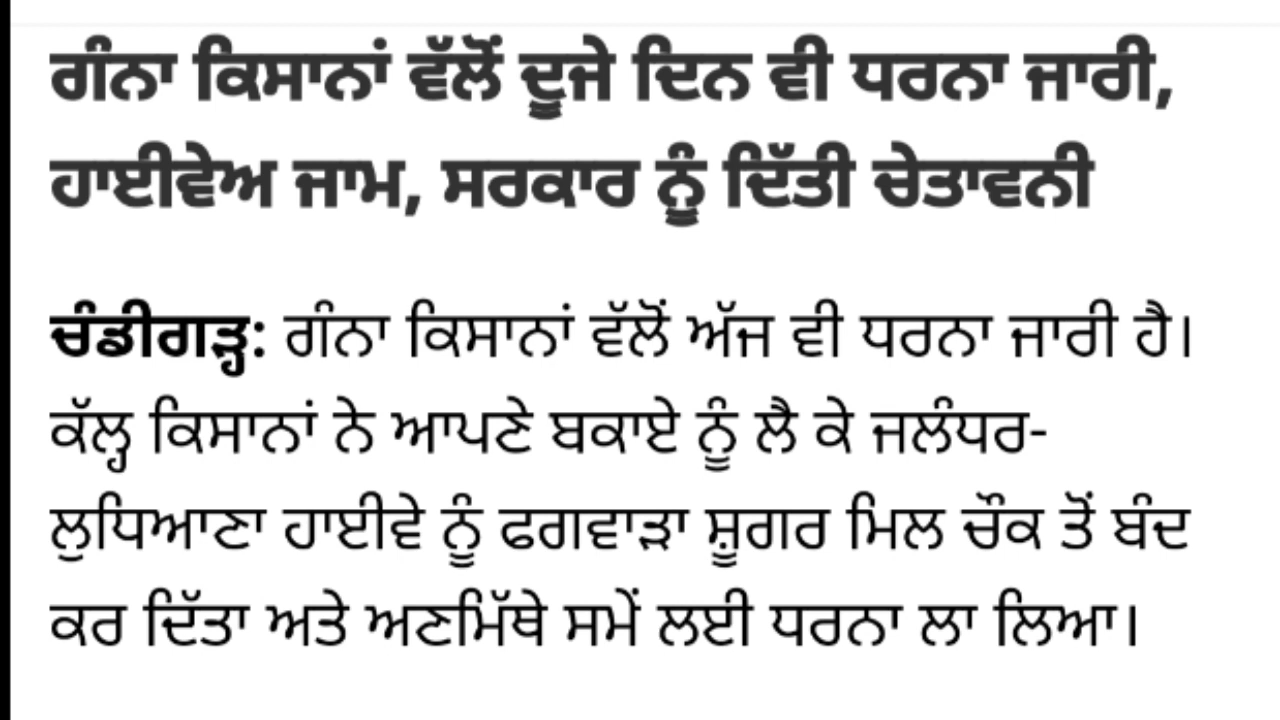 ਗੰਨਾ ਕਿਸਾਨਾਂ ਵੱਲੋਂ ਦੂਜੇ ਦਿਨ ਵੀ ਧਰਨਾ ਜਾਰੀ,
ਹਾਈਵੇਅ ਜਾਮ, ਸਰਕਾਰ ਨੂੰ ਦਿੱਤੀ ਚੇਤਾਵਨੀ
ਚੰਡੀਗੜ੍ਹ: ਗੰਨਾ ਕਿਸਾਨਾਂ ਵੱਲੋਂ ਅੱਜ ਵੀ ਧਰਨਾ ਜਾਰੀ ਹੈ।
ਕੱਲ੍ਹ ਕਿਸਾਨਾਂ ਨੇ ਆਪਣੇ ਬਕਾਏ ਨੂੰ ਲੈ ਕੇ ਜਲੰਧਰ-
ਲੁਧਿਆਣਾ ਹਾਈਵੇ ਨੂੰ ਫਗਵਾੜਾ ਸ਼ੂਗਰ ਮਿਲ ਚੌਕ ਤੋਂ ਬੰਦ
ਕਰ ਦਿੱਤਾ ਅਤੇ ਅਣਮਿੱਥੇ ਸਮੇਂ ਲਈ ਧਰਨਾ ਲਾ ਲਿਆ।